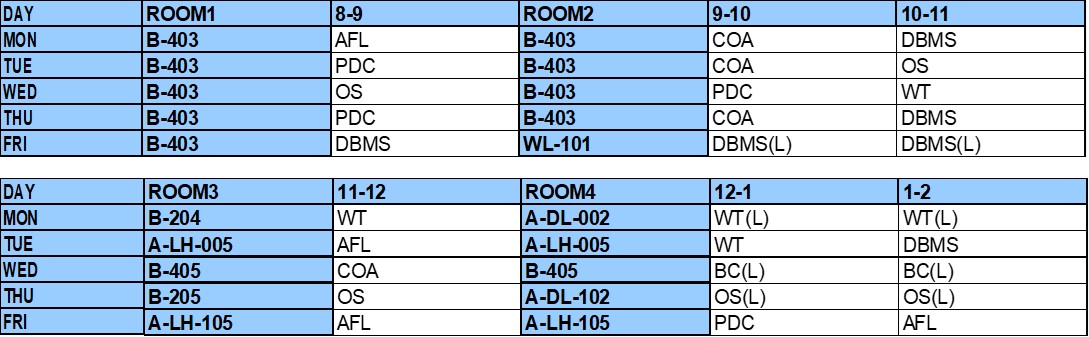 DAY ROOM1 8-9 ROOM2 9-10 10-11
MON B-403 AFL B-403 COA DBMS
TUE B-403 PDC B-403 COA OS
WED B-403 OS B-403 PDC WT
THU B-403 PDC B-403 COA DBMS
FRI B-403 DBMS WL-101 DBMS(L) DBMS(L)
DAY ROOM3 11-12 ROOM4 12-1 1-2
MON B-204 WT A-DL-002 WT(L) WT(L)
TUE A-LH-005 AFL A-LH-005 WT DBMS
WED B-405 COA B-405 BC(L) BC(L)
THU B-205 OS A-DL-102 OS(L) OS(L)
FRI A-LH-105 AFL A-LH-105 PDC AFL